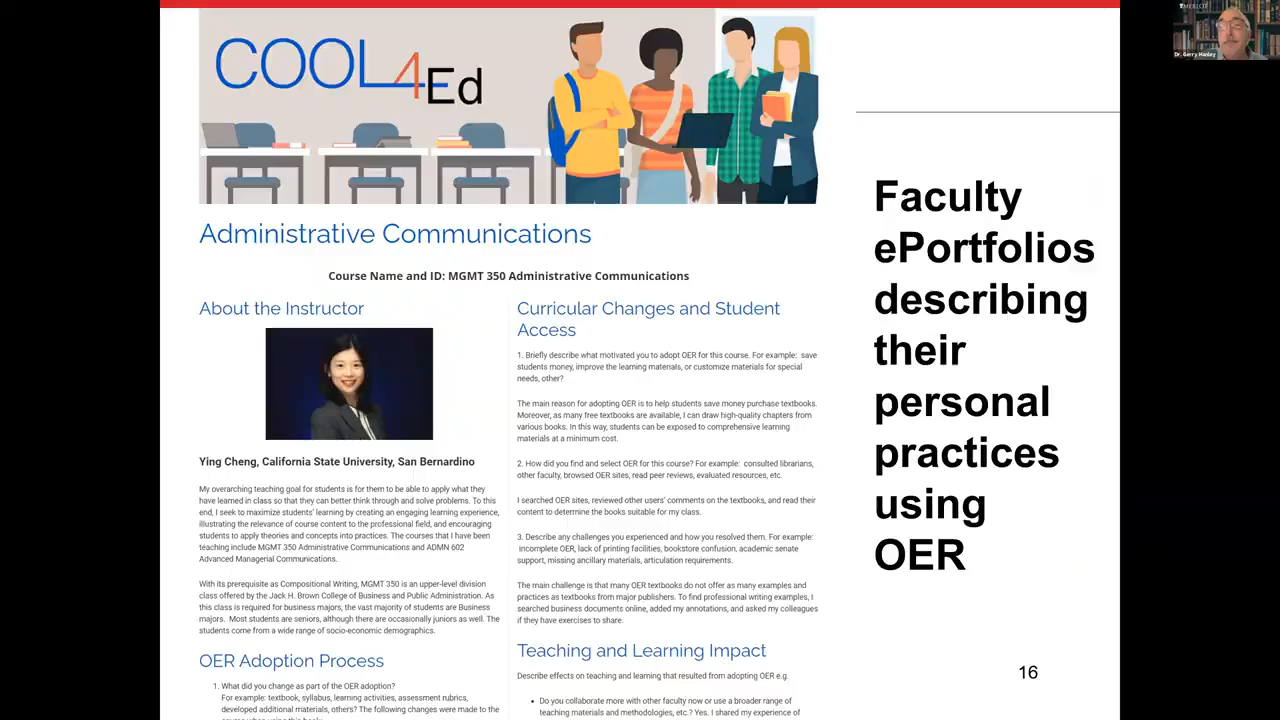 COOL4Ed
Administrative Communications
Course Name and ID: MGMT 350 Administrative Communications
About the Instructor
Ying Cheng, California State University, San Bernardino
My overarching teaching goal for students is for them to be able to apply what they
have learned in class so that they can better think through and solve problems. To this
end, I seek to maximize students' learning by creating an engaging learning experience,
illustrating the relevance of course content to the professional field, and encouraging
students to apply theories and concepts into practices. The courses that I have been
teaching include MGMT 350 Administrative Communications and ADMN 602
Advanced Managerial Communications.
With its prerequisite as Compositional Writing, MGMT 350 is an upper-level division
class offered by the Jack H. Brown College of Business and Public Administration. As
this class is required for business majors, the vast majority of students are Business
majors. Most students are seniors, although there are occasionally juniors as well. The
students come from a wide range of socio-economic demographics.
OER Adoption Process
1. What did you change as part of the OER adoption?
For example: textbook, syllabus, learning activities, assessment rubrics,
developed additional materials, others? The following changes were made to the
course when using this book:
Curricular Changes and Student
Access
1. Briefly describe what motivated you to adopt OER for this course. For example: save
students money, improve the learning materials, or customize materials for special
needs, other?
The main reason for adopting OER is to help students save money purchase textbooks.
Moreover, as many free textbooks are available, I can draw high-quality chapters from
various books. In this way, students can be exposed to comprehensive learning
materials at a minimum cost.
2. How did you find and select OER for this course? For example: consulted librarians,
other faculty, browsed OER sites, read peer reviews, evaluated resources, etc.
I searched OER sites, reviewed other users' comments on the textbooks, and read their
content to determine the books suitable for my class.
3. Describe any challenges you experienced and how you resolved them. For example:
incomplete OER, lack of printing facilities, bookstore confusion, academic senate
support, missing ancillary materials, articulation requirements.
The main challenge is that many OER textbooks do not offer as many examples and
practices as textbooks from major publishers. To find professional writing examples, I
searched business documents online, added my annotations, and asked my colleagues
if they have exercises to share.
Teaching and Learning Impact
Describe effects on teaching and learning that resulted from adopting OER e.g.
• Do you collaborate more with other faculty now or use a broader range of
teaching materials and methodologies, etc.? Yes. I shared my experience of
Faculty
ePortfolios
describing
their
personal
practices
using
OER
16
MERLOT
Dr. Gerry Hanley